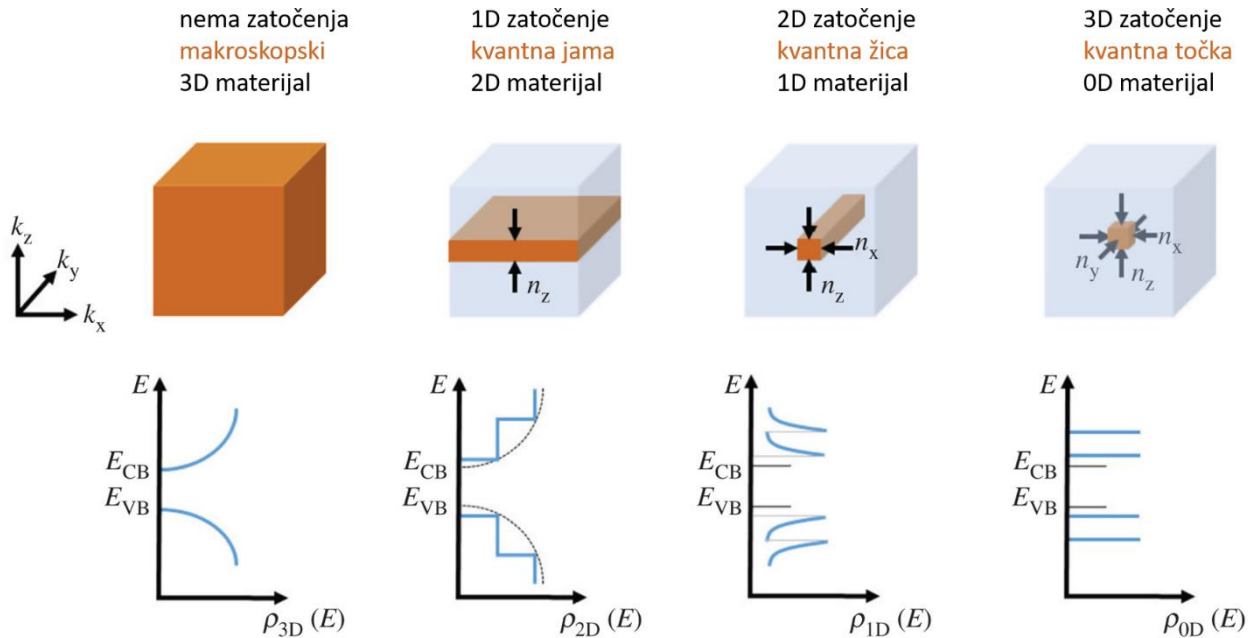 nema zatočenja
makroskopski
3D materijal
1D zatočenje
kvantna jama
2D materijal
2D zatočenje
kvantna žica
1D materijal
3D zatočenje
kvantna točka
0D materijal
k_z
k_y
k_x
n_z
n_x
n_z
n_x
n_y
n_z
E
E_CB
E_VB
ρ_3D (E)
E
ρ_2D (E)
E
E_CB
E_VB
ρ_1D (E)
E
E_CB
E_VB
ρ_0D (E)